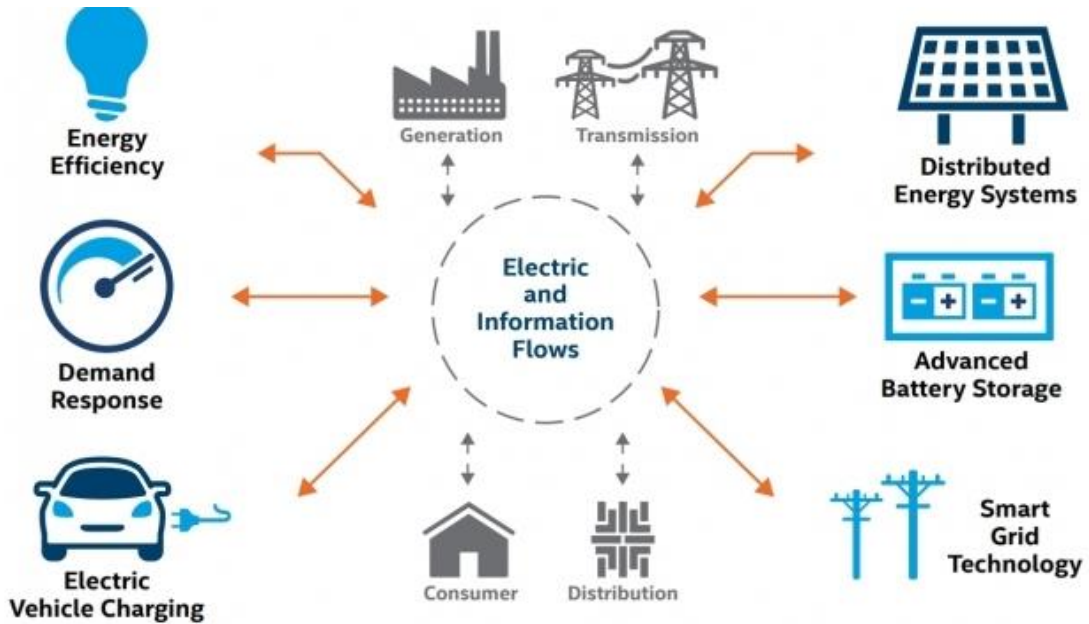 Energy
Efficiency
Generation
Transmission
Distributed
Energy Systems
Electric
and
Information
Flows
Demand
Response
Advanced
Battery Storage
Electric
Vehicle Charging
Consumer
Distribution
Smart
Grid
Technology